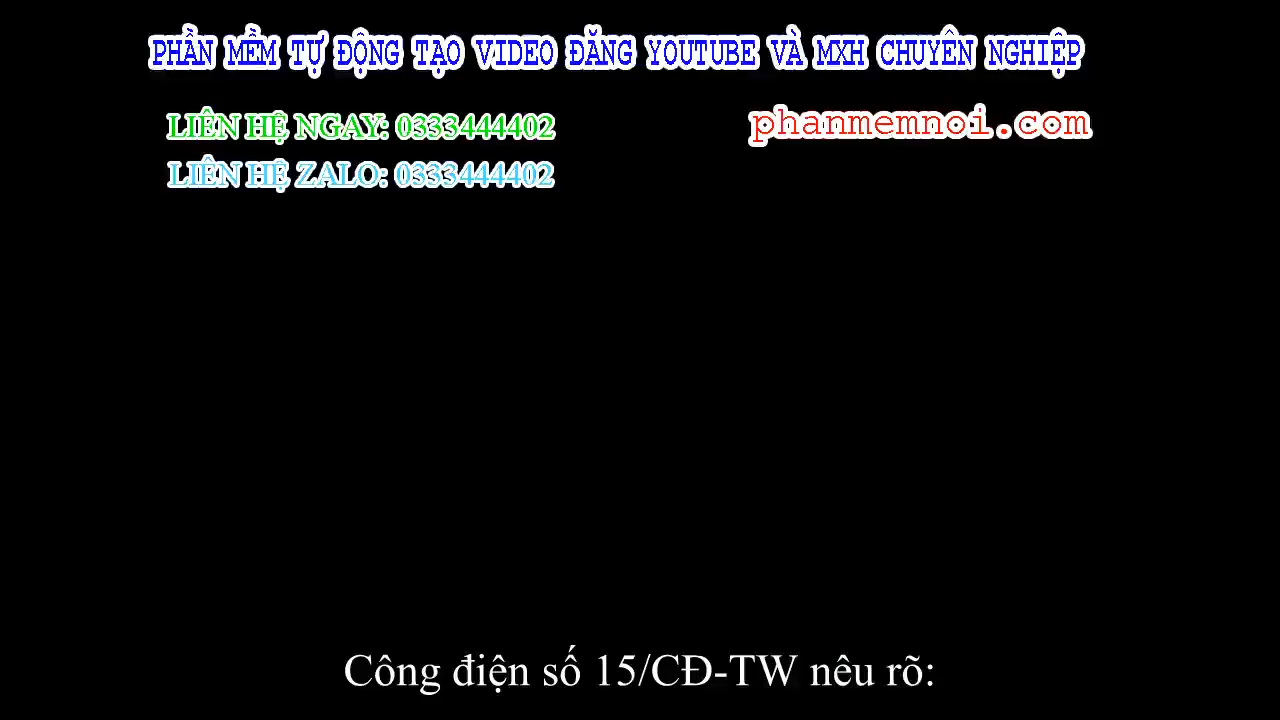 PHẦN MỀM TỰ ĐỘNG TẠO VIDEO ĐĂNG YOUTUBE VÀ MXH CHUYÊN NGHIỆP
LIÊN HỆ NGAY: 0333444402
phanmemnoi.com
LIÊN HỆ ZALO: 0333444402
Công điện số 15/CĐ-TW nêu rõ: